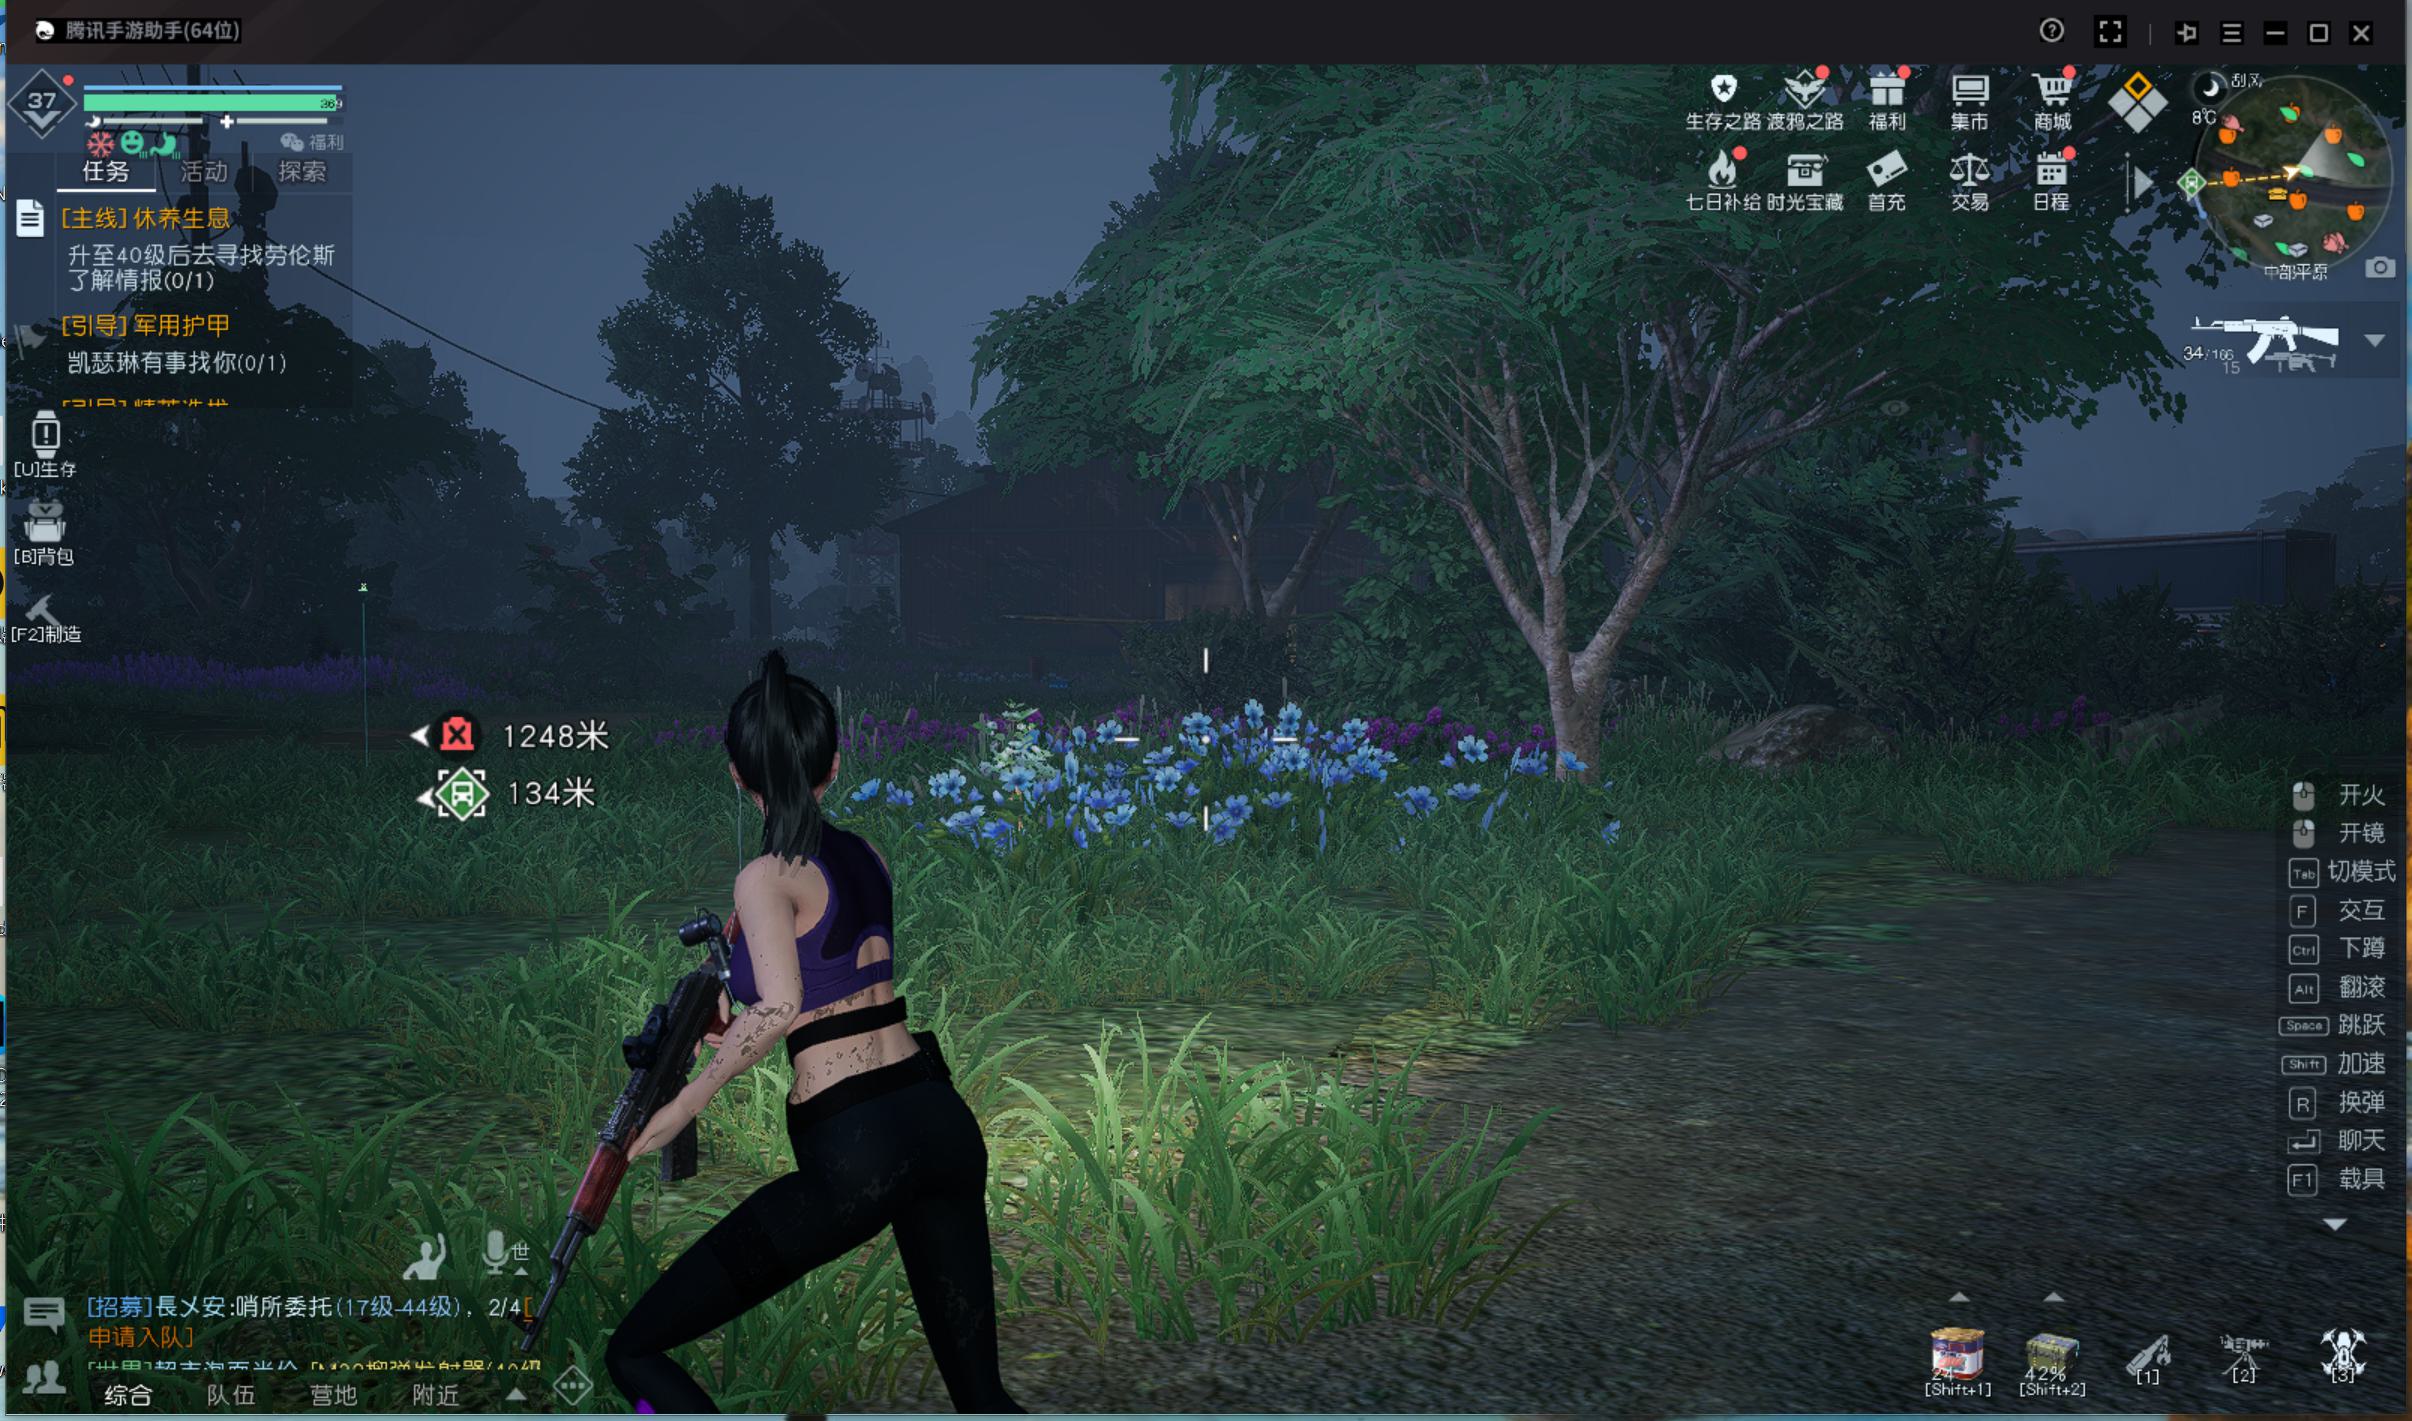 腾讯手游助手(64位)
37
369
福利
任务 活动 探索
[主线] 休养生息
升至40级后去寻找劳伦斯
了解情报(0/1)
[引导] 军用护甲
凯瑟琳有事找你(0/1)
[U]生存
[B]背包
[F2]制造
生存之路 渡鸦之路 福利 集市 商城
七日补给 时光宝藏 首充 交易 日程
刮风
8℃
中部平原
34/166
15
1248米
134米
开火
开镜
Tab 切模式
F 交互
Ctrl 下蹲
Alt 翻滚
Space 跳跃
Shift 加速
R 换弹
聊天
F1 载具
世
[招募]長乄安:哨所委托(17级-44级)，2/4[
申请入队]
综合 队伍 营地 附近
24 42%
[Shift+1] [Shift+2] [1] [2] [3]